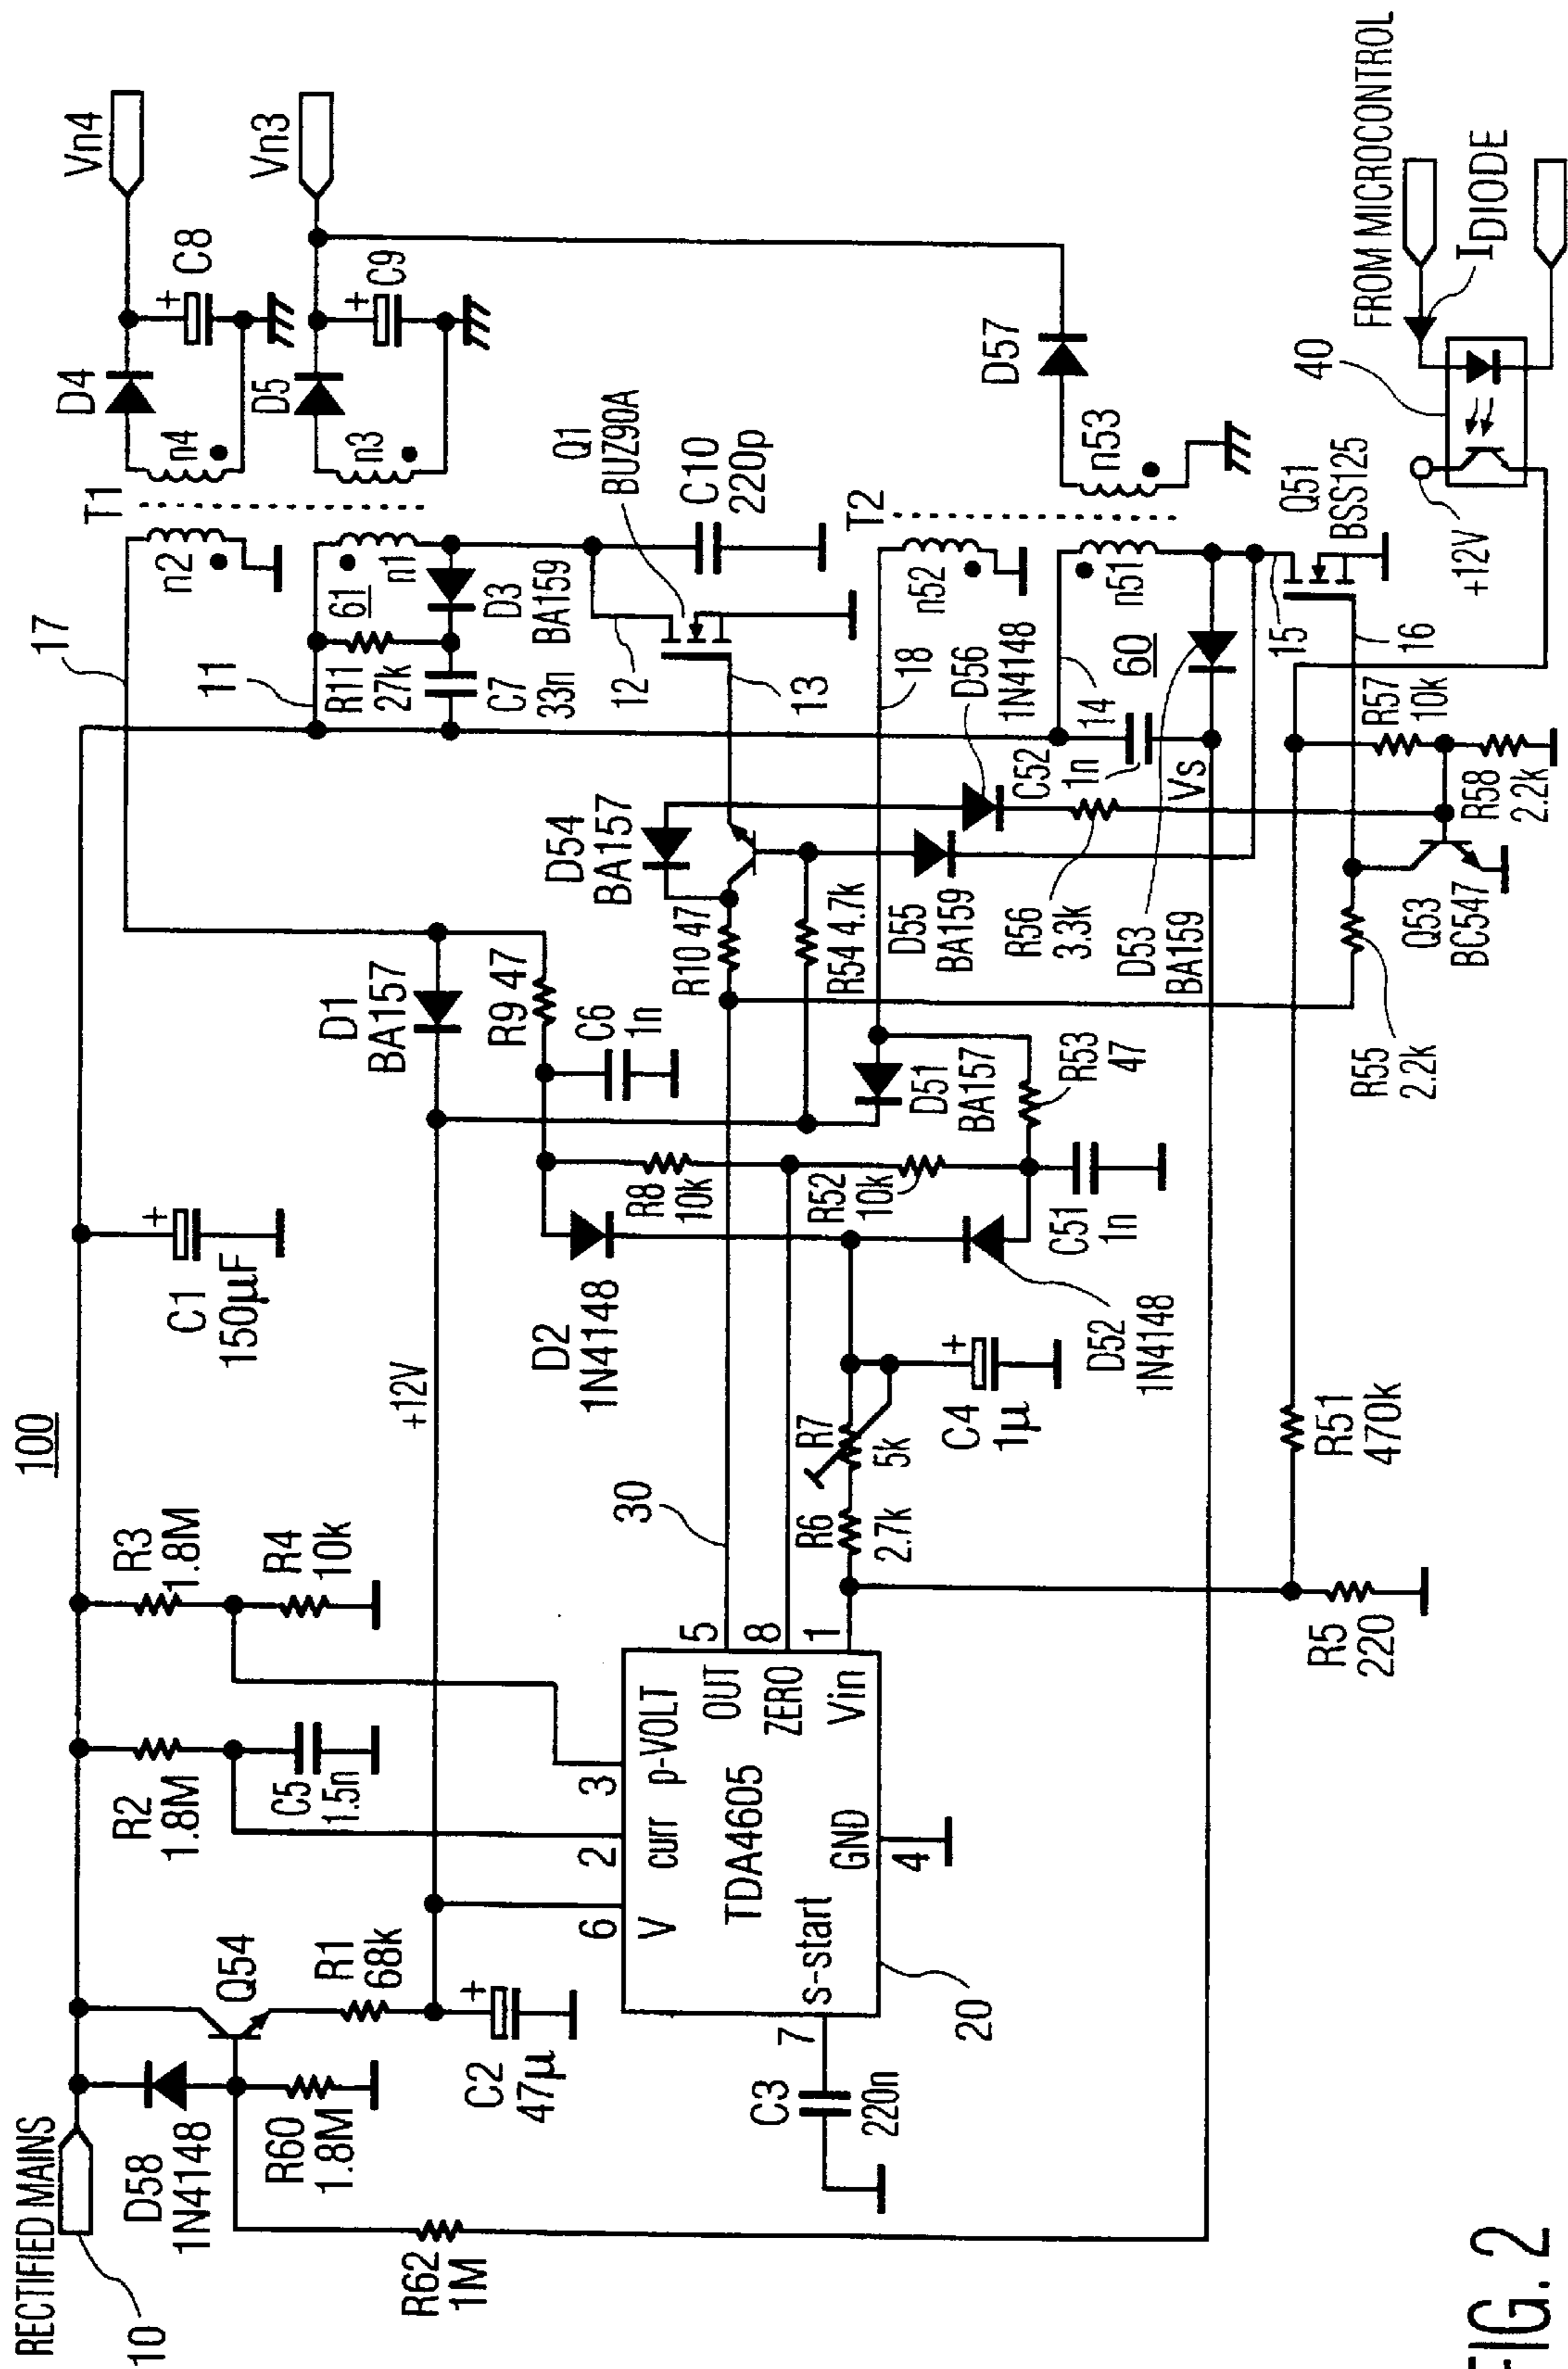 100
RECTIFIED MAINS
10
D58
1N4148
R60
1.8M
R62
1M
Q54
R1
68k
C2
47µ
+
R2
1.8M
C5
1.5n
R3
1.8M
R4
10k
C1
150µF
+
+12V
D1
BA157
17
11
T1
n2
n4
D4
C8
+
Vn4
61
n1
n3
D5
C9
+
Vn3
R11
27k
C7
33n
D3
BA159
12
13
Q1
BUZ90A
C10
220p
R9 47
C6
1n
D2
1N4148
R8
10k
R52
10k
D54
BA157
R10 47
R54 4.7k
D55
BA159
D56
1N4148
18
T2
n52
n51
n53
D57
14
C52
1n
60
Vs
R56
3.3k
D53
BA159
D51
BA157
R53
47
C51
1n
D52
1N4148
C4
1µ
+
R7
5k
R6
2.7k
30
5
8
1
OUT
ZERO
Vin
3
p-VOLT
2
curr
6
V
TDA4605
GND
4
s-start
7
20
C3
220n
R5
220
R51
470k
R55
2.2k
Q53
BC547
R58
2.2k
R57
10k
15
16
Q51
BSS125
+12V
40
FROM MICROCONTROL
IDIODE
FIG. 2